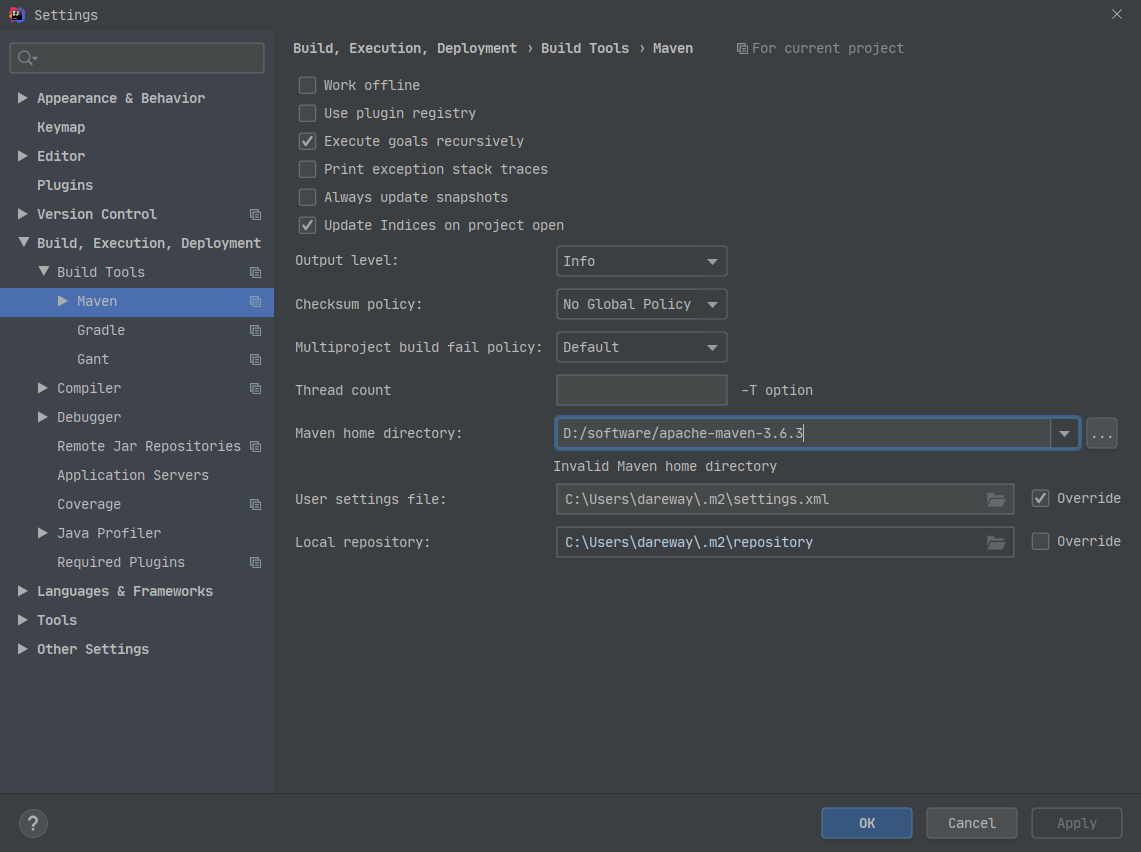 Settings
Build, Execution, Deployment › Build Tools › Maven For current project
Appearance & Behavior
Keymap
Editor
Plugins
Version Control
Build, Execution, Deployment
Build Tools
Maven
Gradle
Gant
Compiler
Debugger
Remote Jar Repositories
Application Servers
Coverage
Java Profiler
Required Plugins
Languages & Frameworks
Tools
Other Settings
Work offline
Use plugin registry
Execute goals recursively
Print exception stack traces
Always update snapshots
Update Indices on project open
Output level: Info
Checksum policy: No Global Policy
Multiproject build fail policy: Default
Thread count -T option
Maven home directory: D:/software/apache-maven-3.6.3 ...
Invalid Maven home directory
User settings file: C:\Users\dareway\.m2\settings.xml Override
Local repository: C:\Users\dareway\.m2\repository Override
? OK Cancel Apply